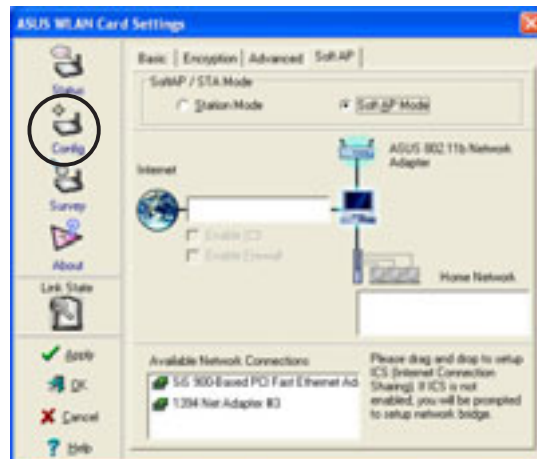 ASUS WLAN Card Settings
Status
Config
Survey
About
Link State
Apply
OK
Cancel
Help
Basic
Encryption
Advanced
Soft AP
SoftAP / STA Mode
Station Mode
Soft AP Mode
ASUS 802.11b Network
Adapter
Internet
Enable ICS
Enable Firewall
Home Network
Available Network Connections
SiS 900-Based PCI Fast Ethernet Ad
1394 Net Adapter #3
Please drag and drop to setup
ICS (Internet Connection
Sharing). If ICS is not
enabled, you will be prompted
to setup network bridge.